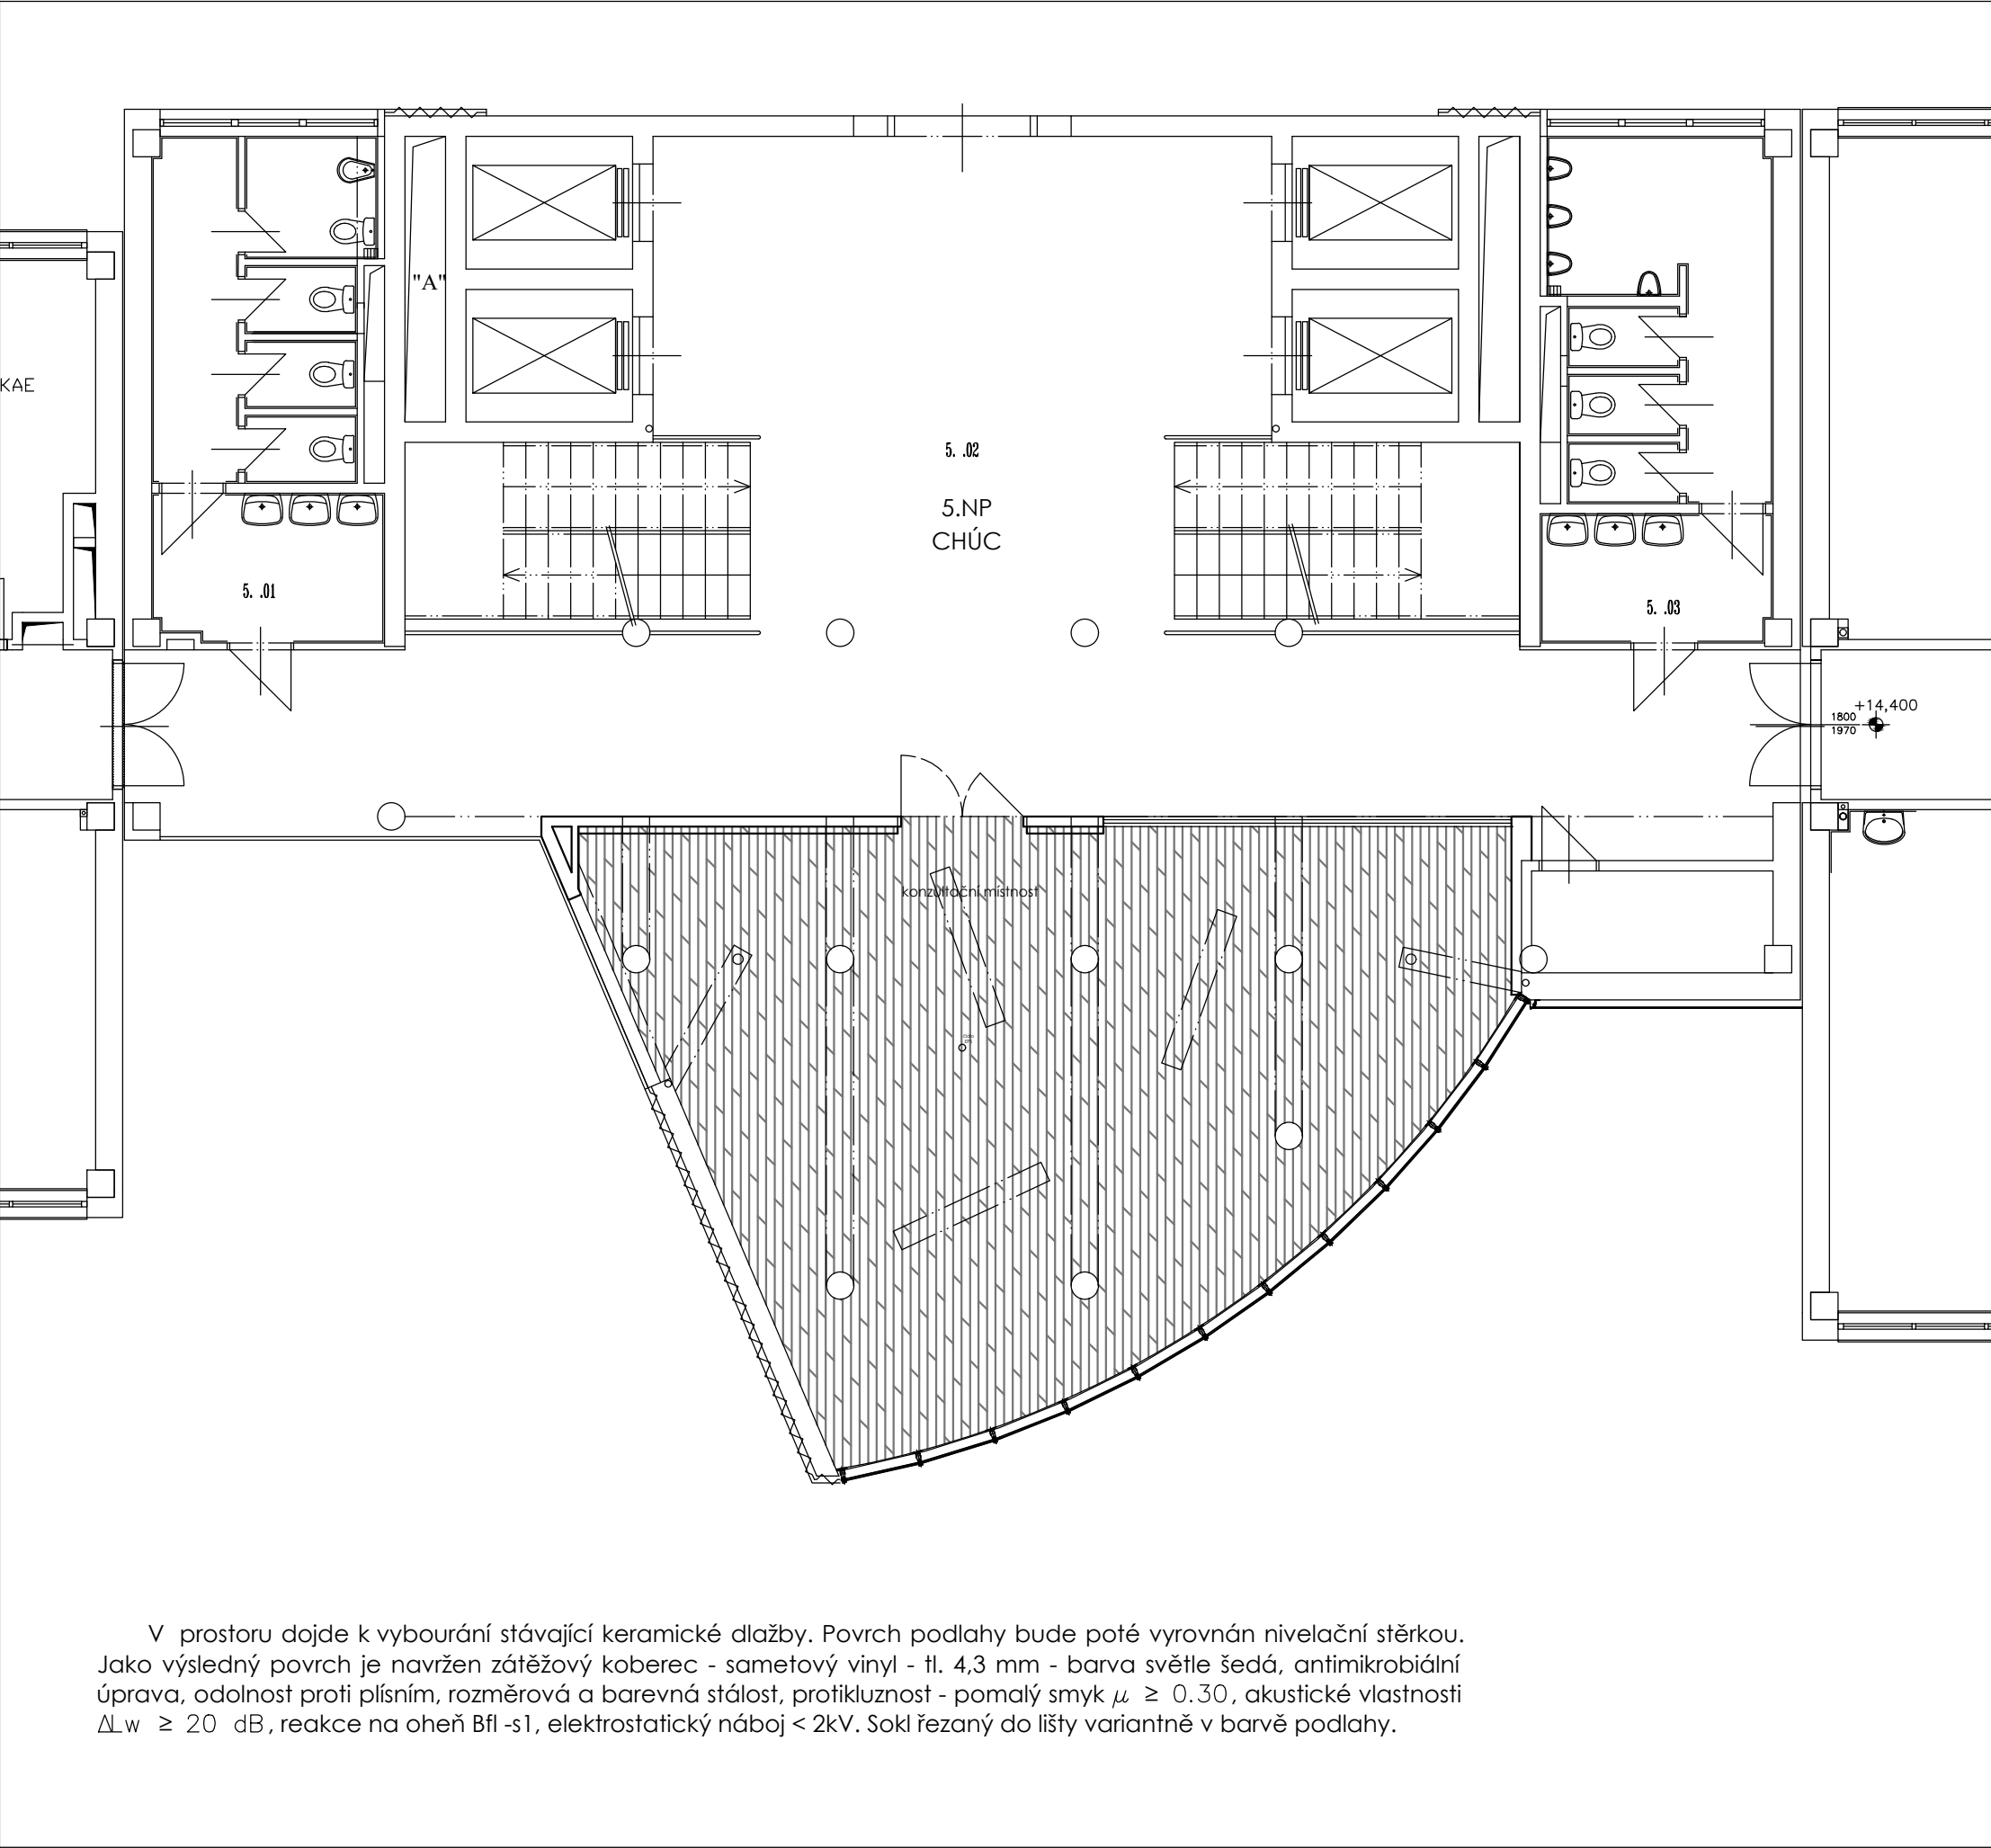 "A"
KAE
5. .02
5.NP
CHÚC
5. .01
5. .03
+14,400
1800
1970
konzultační místnost
V prostoru dojde k vybourání stávající keramické dlažby. Povrch podlahy bude poté vyrovnán nivelační stěrkou.
Jako výsledný povrch je navržen zátěžový koberec - sametový vinyl - tl. 4,3 mm - barva světle šedá, antimikrobiální
úprava, odolnost proti plísním, rozměrová a barevná stálost, protikluznost - pomalý smyk μ ≥ 0.30, akustické vlastnosti
ΔLw ≥ 20 dB, reakce na oheň Bfl -s1, elektrostatický náboj < 2kV. Sokl řezaný do lišty variantně v barvě podlahy.